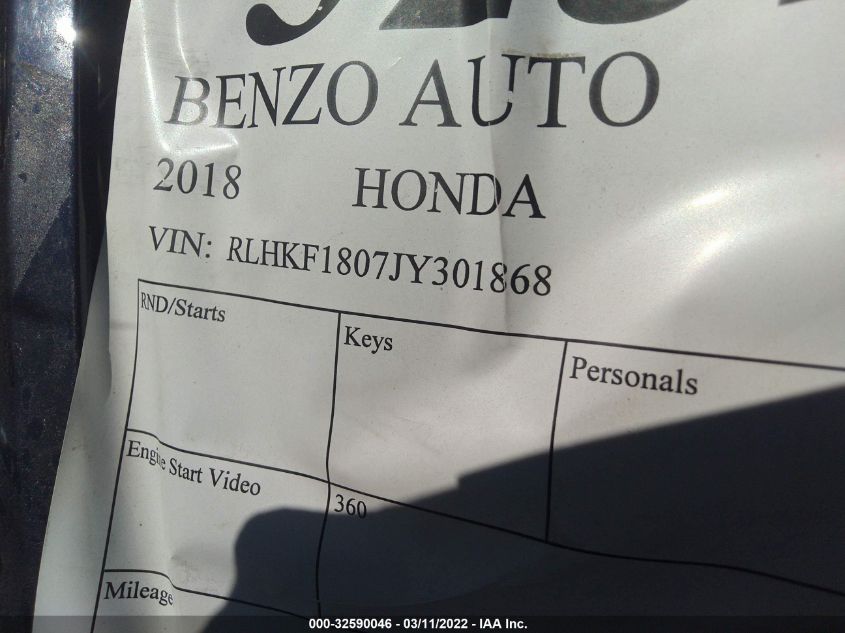 BENZO AUTO
2018 HONDA
VIN: RLHKF1807JY301868
RND/Starts
Keys
Personals
Engine Start Video
360
Mileage
000-32590046 - 03/11/2022 - IAA Inc.